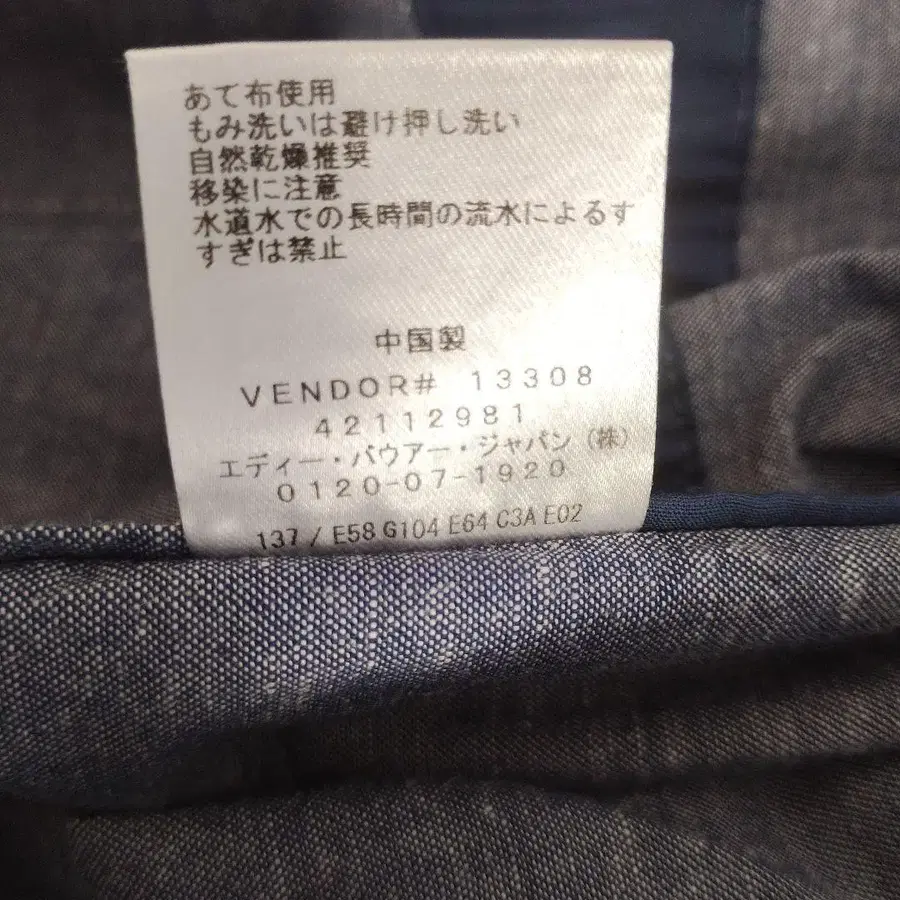 あて布使用
もみ洗いは避け押し洗い
自然乾燥推奨
移染に注意
水道水での長時間の流水によるす
すぎは禁止
中国製
VENDOR# 13308
42112981
エディー・バウアー・ジャパン（株）
0120-07-1920
137 / E58 G104 E64 C3A E02